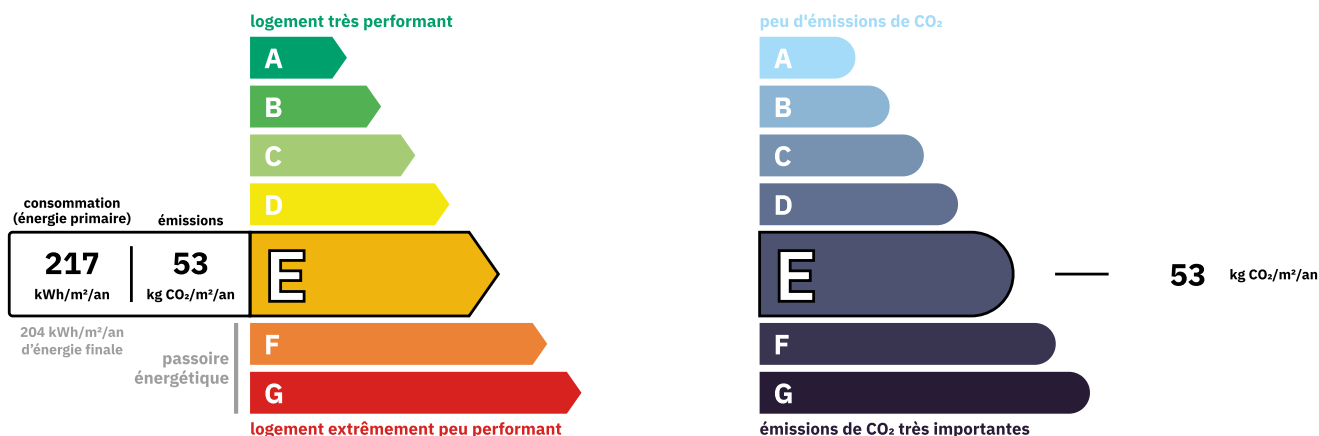 logement très performant
A
B
C
D
consommation
(énergie primaire)
émissions
217
kWh/m²/an
53
kg CO₂/m²/an
E
204 kWh/m²/an
d'énergie finale
passoire
énergétique
F
G
logement extrêmement peu performant
peu d'émissions de CO₂
A
B
C
D
E
53
kg CO₂/m²/an
F
G
émissions de CO₂ très importantes